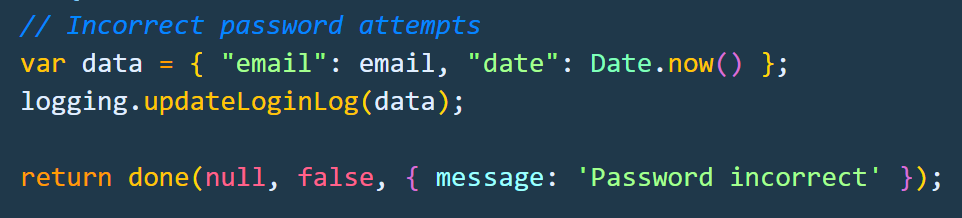 // Incorrect password attempts
var data = { "email": email, "date": Date.now() };
logging.updateLoginLog(data);
return done(null, false, { message: 'Password incorrect' });